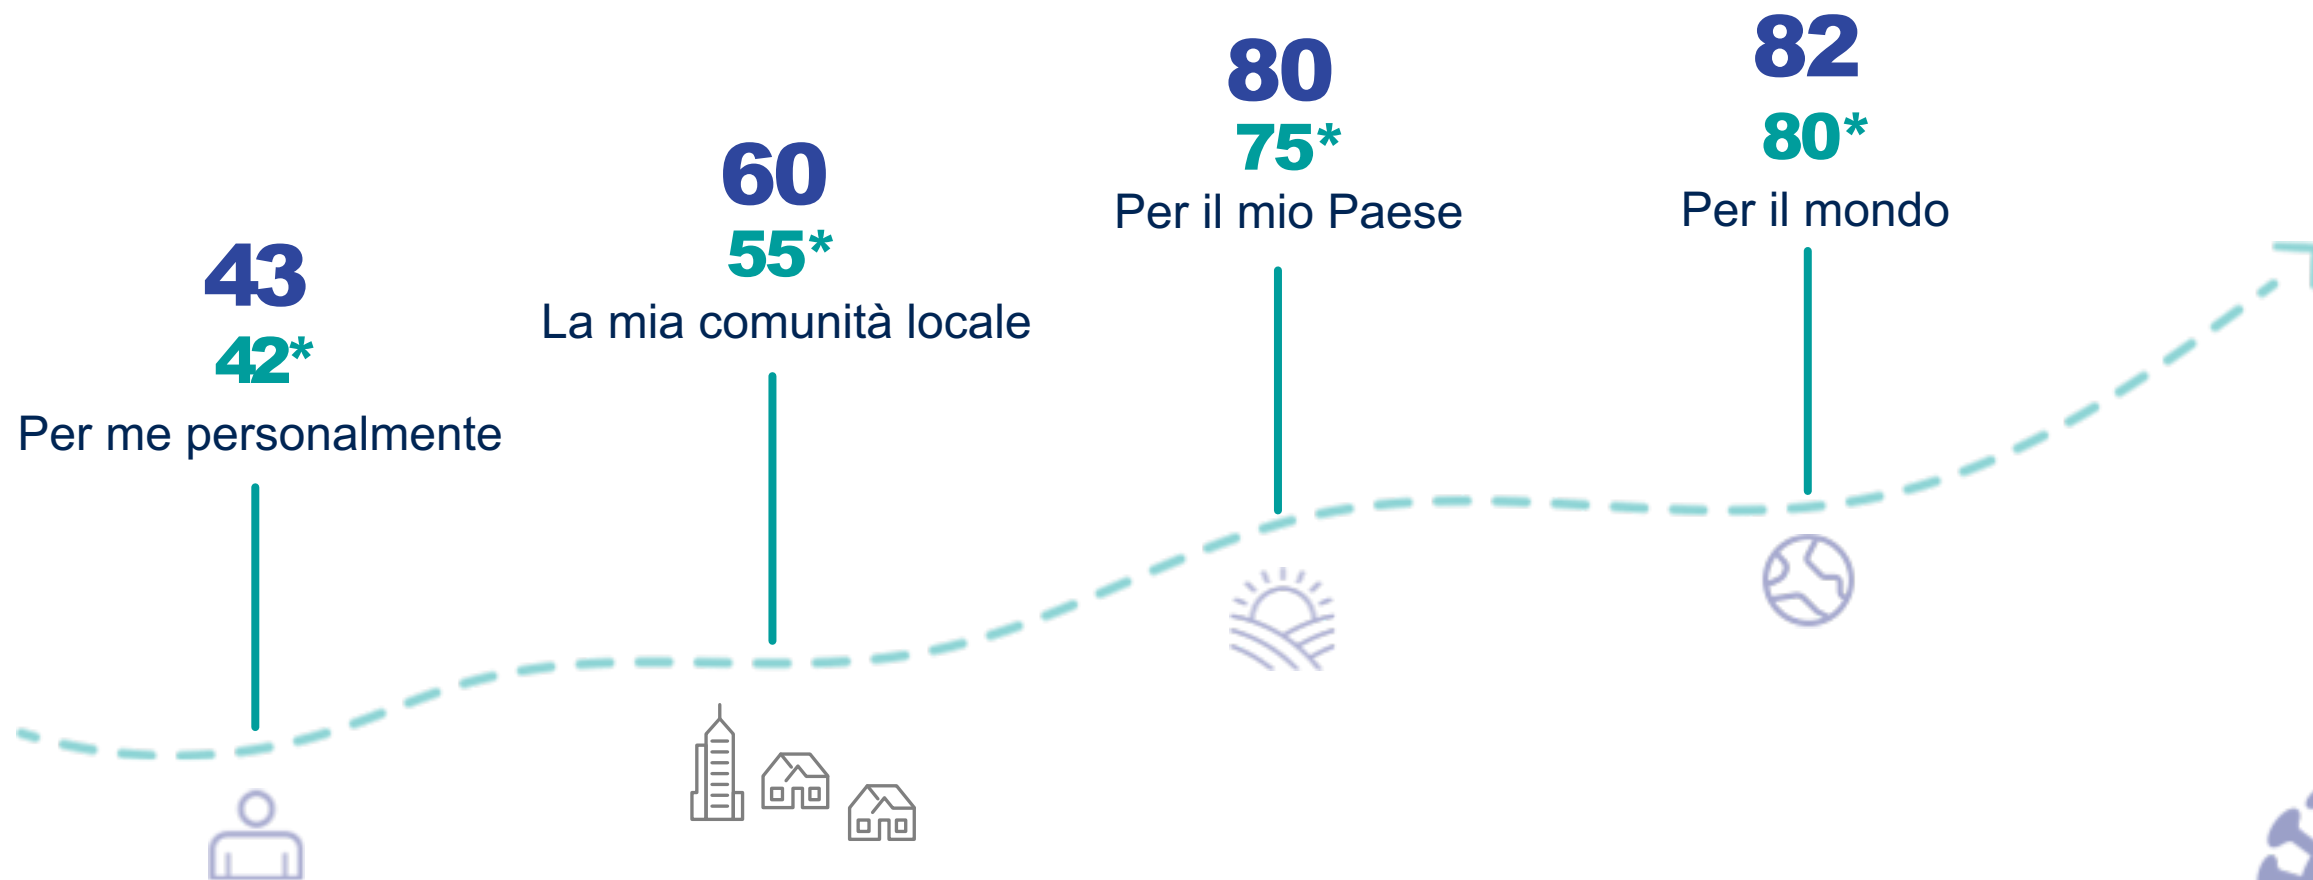 43
42*
Per me personalmente
60
55*
La mia comunità locale
80
75*
Per il mio Paese
82
80*
Per il mondo